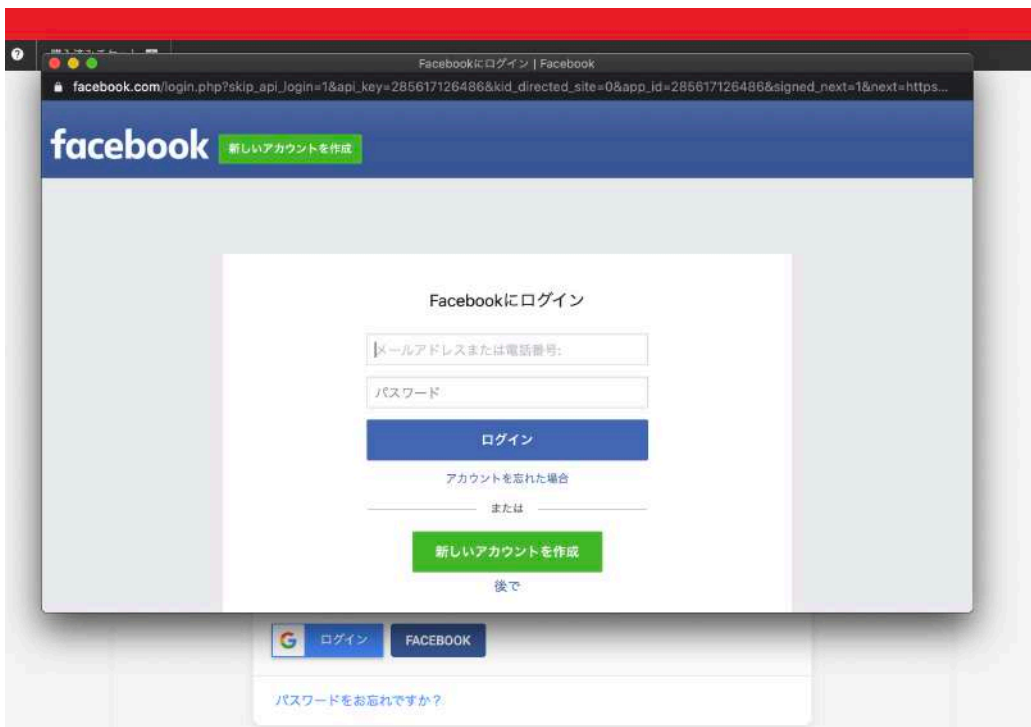 Facebookにログイン | Facebook
facebook.com/login.php?skip_api_login=1&api_key=285617126486&kid_directed_site=0&app_id=285617126486&signed_next=1&next=https...
facebook 新しいアカウントを作成
Facebookにログイン
メールアドレスまたは電話番号:
パスワード
ログイン
アカウントを忘れた場合
または
新しいアカウントを作成
後で
G ログイン FACEBOOK
パスワードをお忘れですか?